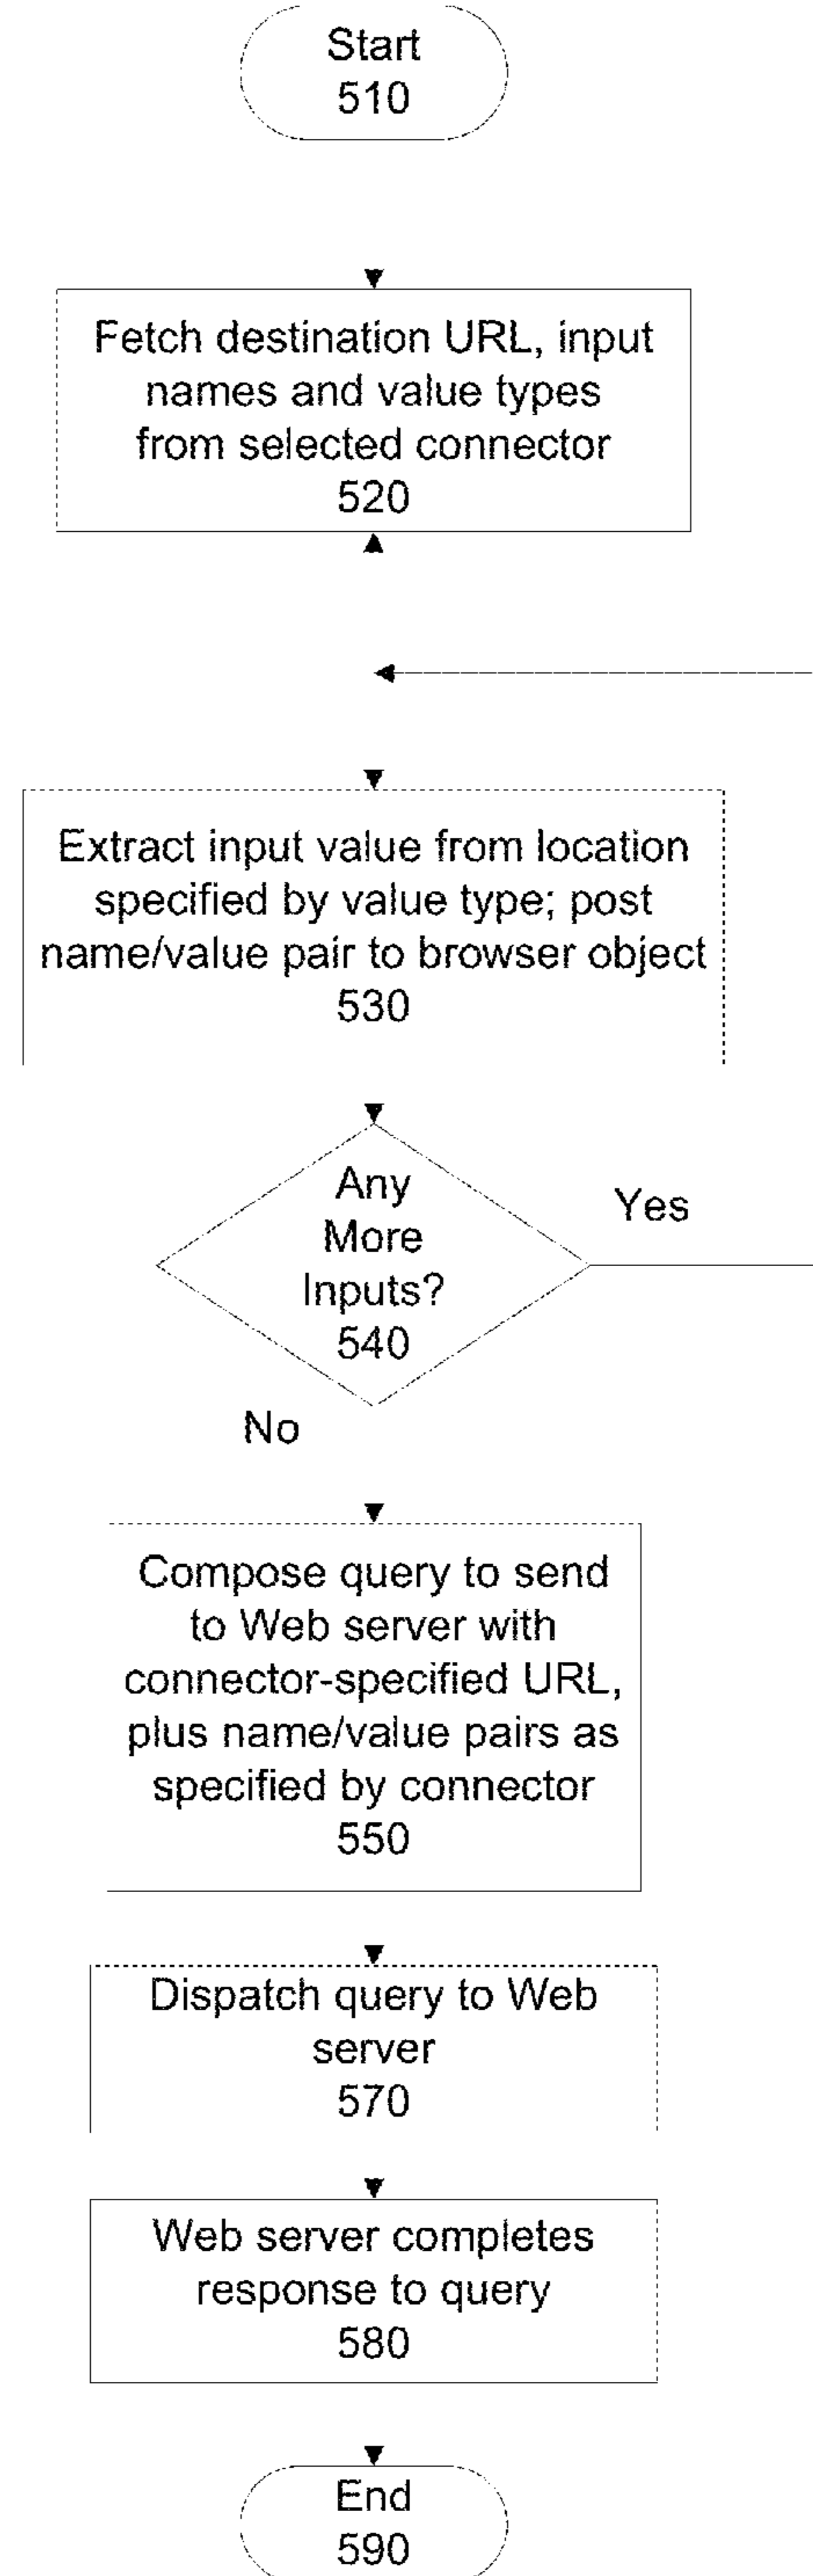 Start
510
Fetch destination URL, input
names and value types
from selected connector
520
Extract input value from location
specified by value type; post
name/value pair to browser object
530
Any
More
Inputs?
540
Yes
No
Compose query to send
to Web server with
connector-specified URL,
plus name/value pairs as
specified by connector
550
Dispatch query to Web
server
570
Web server completes
response to query
580
End
590